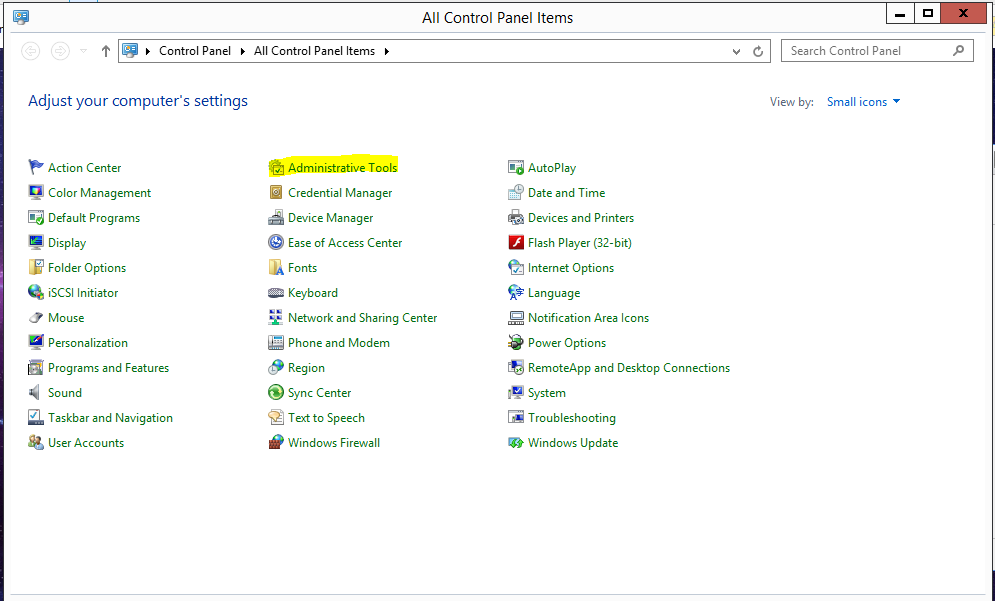 All Control Panel Items
Control Panel All Control Panel Items
Search Control Panel
Adjust your computer's settings
View by: Small icons
Action Center Administrative Tools AutoPlay
Color Management Credential Manager Date and Time
Default Programs Device Manager Devices and Printers
Display Ease of Access Center Flash Player (32-bit)
Folder Options Fonts Internet Options
iSCSI Initiator Keyboard Language
Mouse Network and Sharing Center Notification Area Icons
Personalization Phone and Modem Power Options
Programs and Features Region RemoteApp and Desktop Connections
Sound Sync Center System
Taskbar and Navigation Text to Speech Troubleshooting
User Accounts Windows Firewall Windows Update